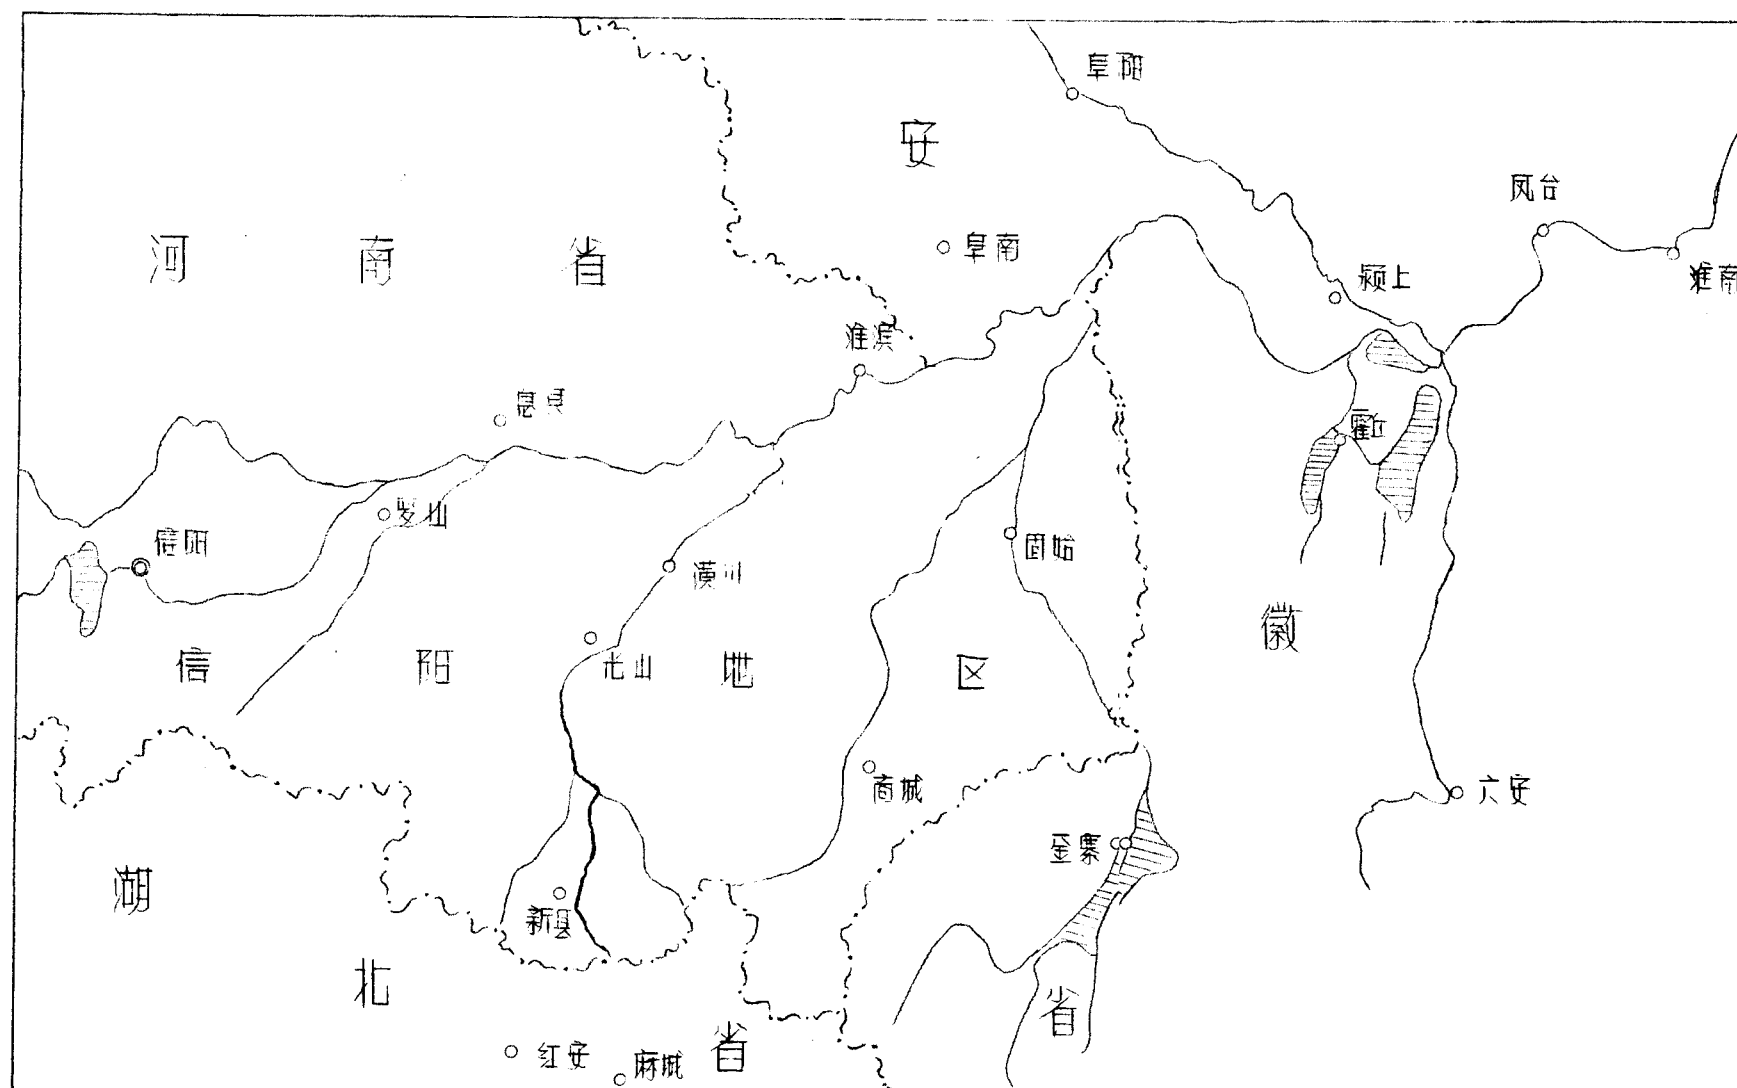 阜阳
安
凤台
河南省
阜南
颍上
淮南
淮滨
息县
霍丘
罗山
信阳
固始
潢川
徽
光山
信阳地区
商城
六安
金寨
湖
新县
北
省
省
红安
麻城